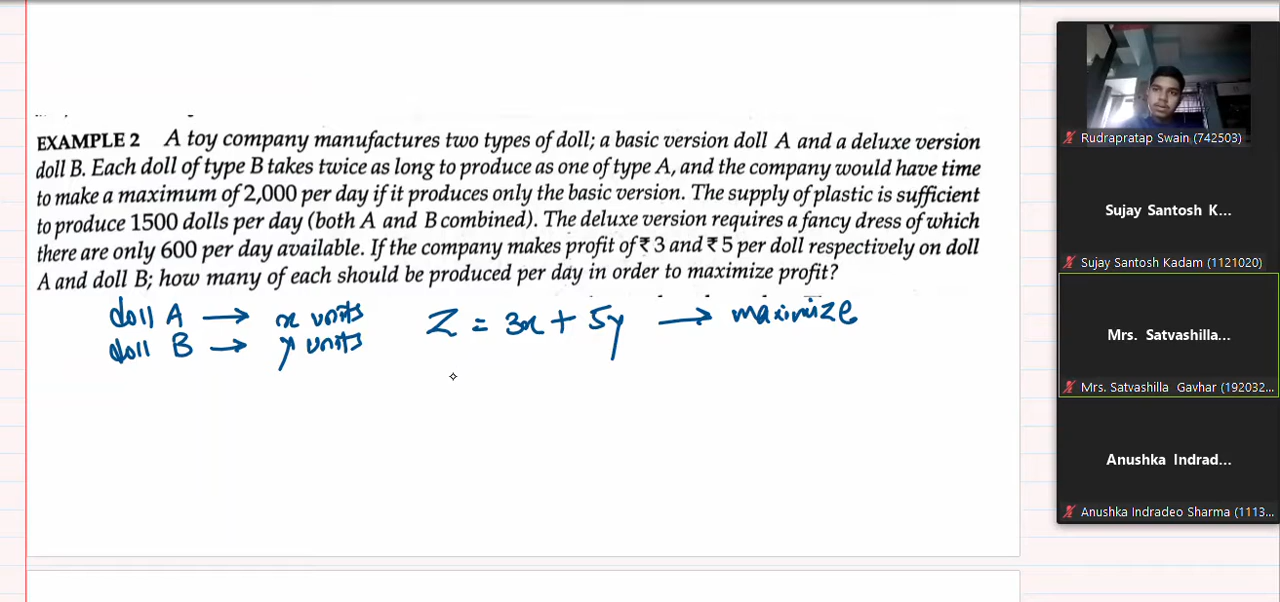 EXAMPLE 2 A toy company manufactures two types of doll; a basic version doll A and a deluxe version
doll B. Each doll of type B takes twice as long to produce as one of type A, and the company would have time
to make a maximum of 2,000 per day if it produces only the basic version. The supply of plastic is sufficient
to produce 1500 dolls per day (both A and B combined). The deluxe version requires a fancy dress of which
there are only 600 per day available. If the company makes profit of ₹ 3 and ₹ 5 per doll respectively on doll
A and doll B; how many of each should be produced per day in order to maximize profit?
doll A → x units
doll B → y units
Z = 3x + 5y → maximize
Rudrapratap Swain (742503)
Sujay Santosh K...
Sujay Santosh Kadam (1121020)
Mrs. Satvashilla...
Mrs. Satvashilla Gavhar (192032...
Anushka Indrad...
Anushka Indradeo Sharma (1113...